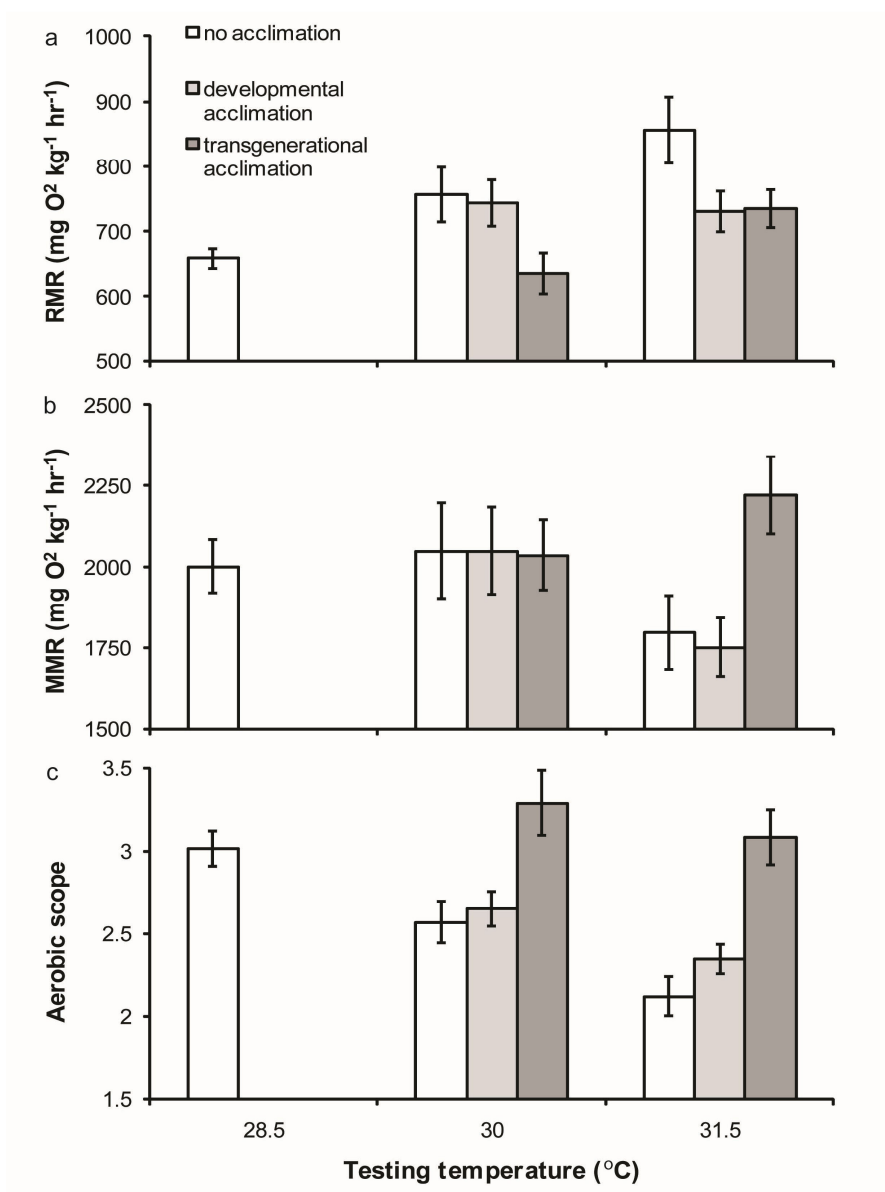 a
1000
900
800
700
600
500
RMR (mg O² kg⁻¹ hr⁻¹)
no acclimation
developmental
acclimation
transgenerational
acclimation
b
2500
2250
2000
1750
1500
MMR (mg O² kg⁻¹ hr⁻¹)
c
3.5
3
2.5
2
1.5
Aerobic scope
28.5
30
31.5
Testing temperature (°C)